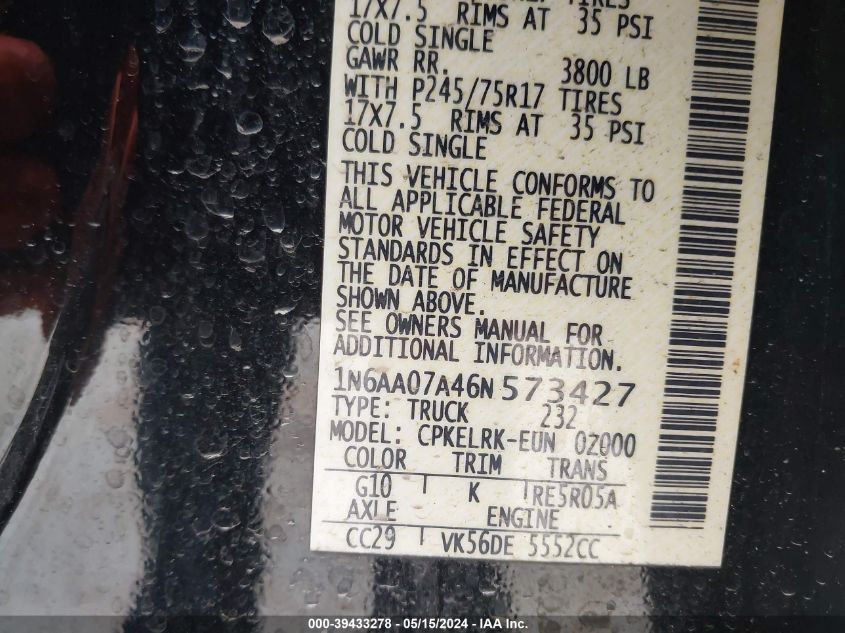 TIRES
17X7.5 RIMS AT 35 PSI
COLD SINGLE
GAWR RR. 3800 LB
WITH P245/75R17 TIRES
17X7.5 RIMS AT 35 PSI
COLD SINGLE
THIS VEHICLE CONFORMS TO
ALL APPLICABLE FEDERAL
MOTOR VEHICLE SAFETY
STANDARDS IN EFFECT ON
THE DATE OF MANUFACTURE
SHOWN ABOVE.
SEE OWNERS MANUAL FOR
ADDITIONAL INFORMATION.
1N6AA07A46N573427
TYPE: TRUCK 232
MODEL: CPKELRK-EUN 02000
COLOR TRIM TRANS
G10 K RE5R05A
AXLE ENGINE
CC29 VK56DE 5552CC
000-39433278 - 05/15/2024 - IAA Inc.